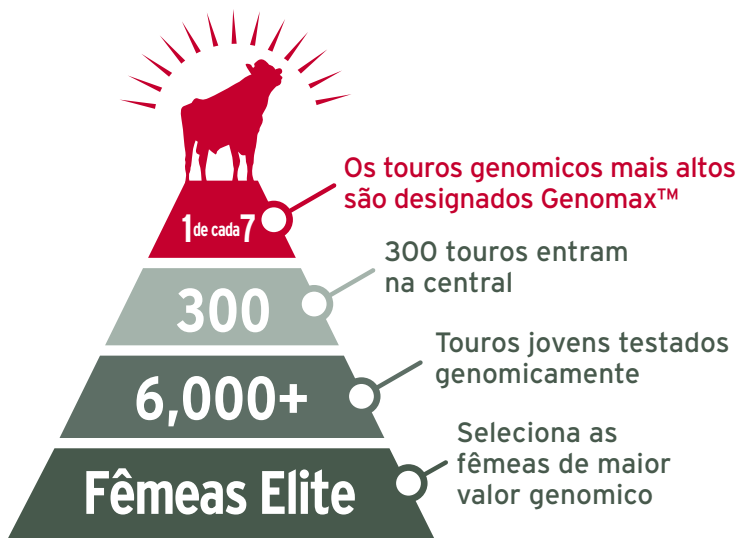 Os touros genomicos mais altos
são designados Genomax™
1 de cada 7
300 touros entram
na central
300
Touros jovens testados
genomicamente
6,000+
Seleciona as
fêmeas de maior
valor genomico
Fêmeas Elite